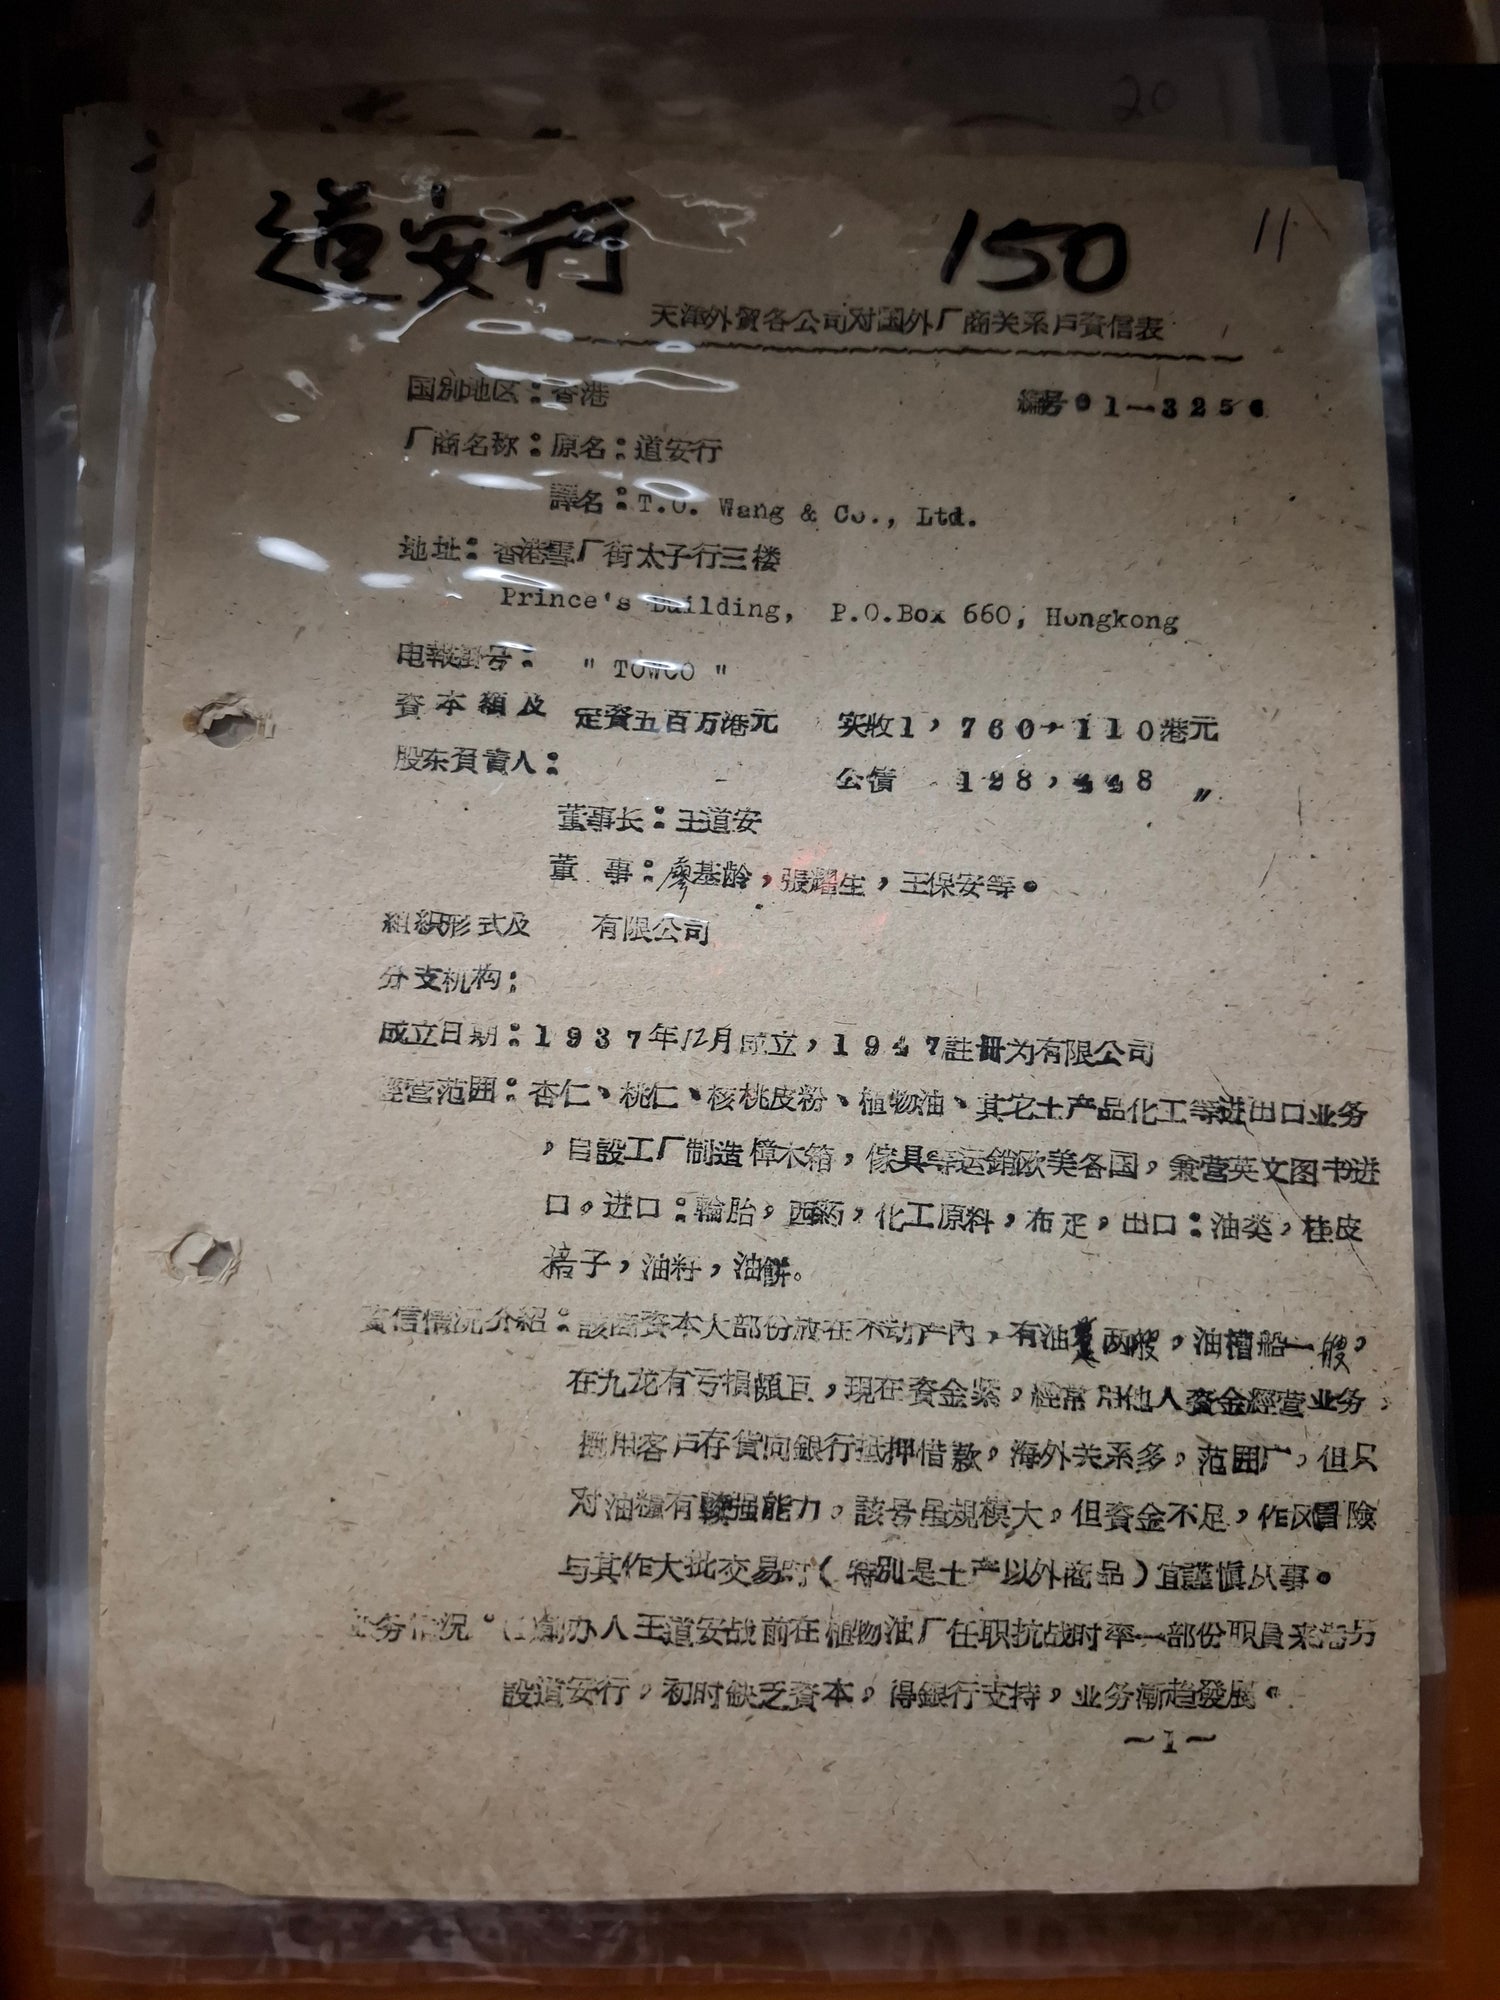 20
道安行 150 11
天津外贸各公司对国外厂商关系戶資信表
国别地区：香港 編号01—3256
厂商名称：原名：道安行
譯名：T.O. Wang & Co., Ltd.
地址：香港雪厂街太子行三楼
Prince's Building, P.O.Box 660, Hongkong
电報掛号： " TOWCO "
資本額及 定資五百万港元 实收1，760，110港元
股东負責人： 公債 128，448 〃
董事长：王道安
董 事：廖基龄，張耀生，王保安等。
組織形式及 有限公司
分支机构：
成立日期：1937年12月成立，1947註冊为有限公司
經营范囲：杏仁、桃仁、核桃皮粉、植物油、其它土产品化工等进出口业务
，自設工厂制造樟木箱，傢具等运銷欧美各国，兼营英文图书进
口。进口：輪胎，西药，化工原料，布疋，出口：油类，桂皮
掊子，油籽，油餅。
資信情况介紹：該商資本大部份放在不动产內，有油躉两艘，油槽船一艘，
在九龙有亏損頗巨，現在資金紧，經常用他人資金經营业务，
挪用客戶存貨向銀行抵押借款，海外关系多，范囲广，但只
对油類有較强能力，該号虽規模大，但資金不足，作风冒險
与其作大批交易时（特别是土产以外商品）宜謹慎从事。
业务情况：創办人王道安战前在植物油厂任职抗战时率一部份职員来港另
設道安行，初时缺乏資本，得銀行支持，业务漸趋發展。
～1～